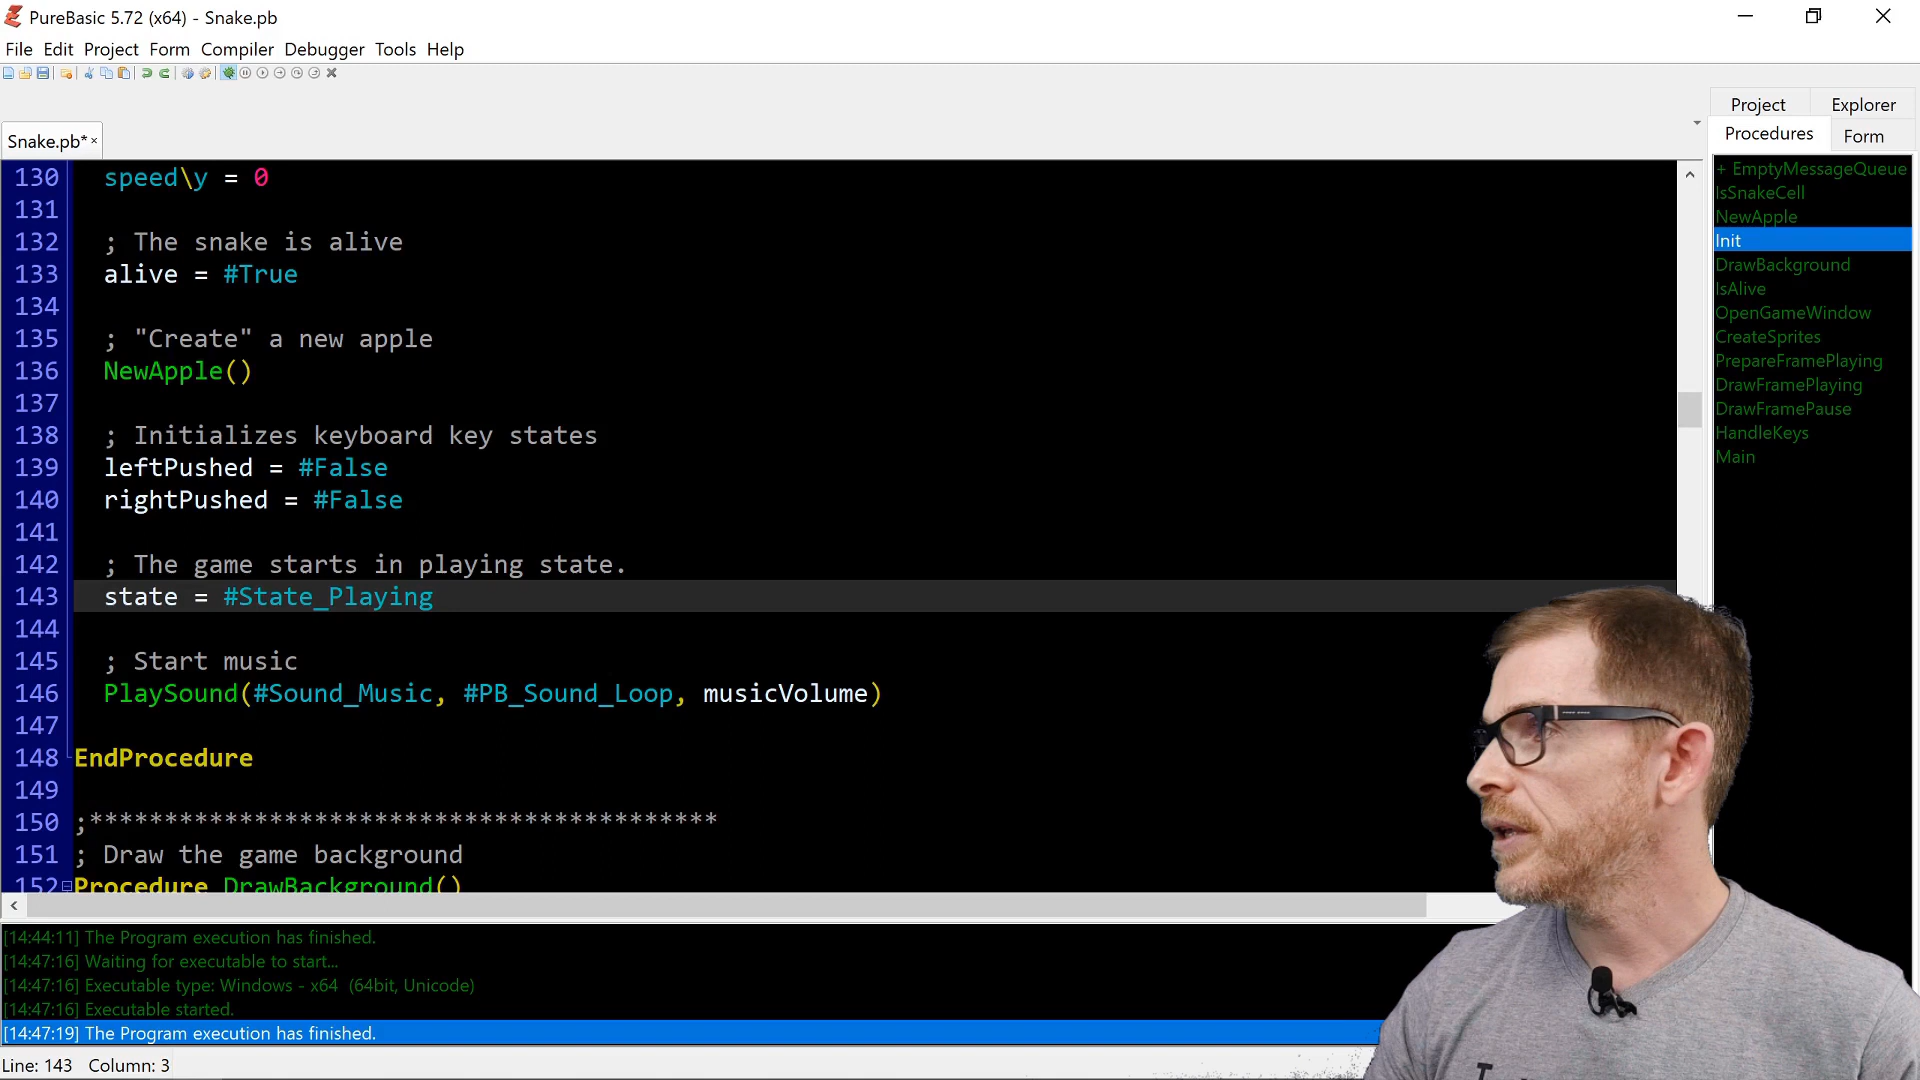 PureBasic 5.72 (x64) - Snake.pb
File Edit Project Form Compiler Debugger Tools Help
Project Explorer
Procedures Form
Snake.pb*
130 speed\y = 0
131
132 ; The snake is alive
133 alive = #True
134
135 ; "Create" a new apple
136 NewApple()
137
138 ; Initializes keyboard key states
139 leftPushed = #False
140 rightPushed = #False
141
142 ; The game starts in playing state.
143 state = #State_Playing
144
145 ; Start music
146 PlaySound(#Sound_Music, #PB_Sound_Loop, musicVolume)
147
148 EndProcedure
149
150 ;******************************************
151 ; Draw the game background
152 Procedure DrawBackground()
+ EmptyMessageQueue
IsSnakeCell
NewApple
Init
DrawBackground
IsAlive
OpenGameWindow
CreateSprites
PrepareFramePlaying
DrawFramePlaying
DrawFramePause
HandleKeys
Main
[14:44:11] The Program execution has finished.
[14:47:16] Waiting for executable to start...
[14:47:16] Executable type: Windows - x64 (64bit, Unicode)
[14:47:16] Executable started.
[14:47:19] The Program execution has finished.
Line: 143 Column: 3